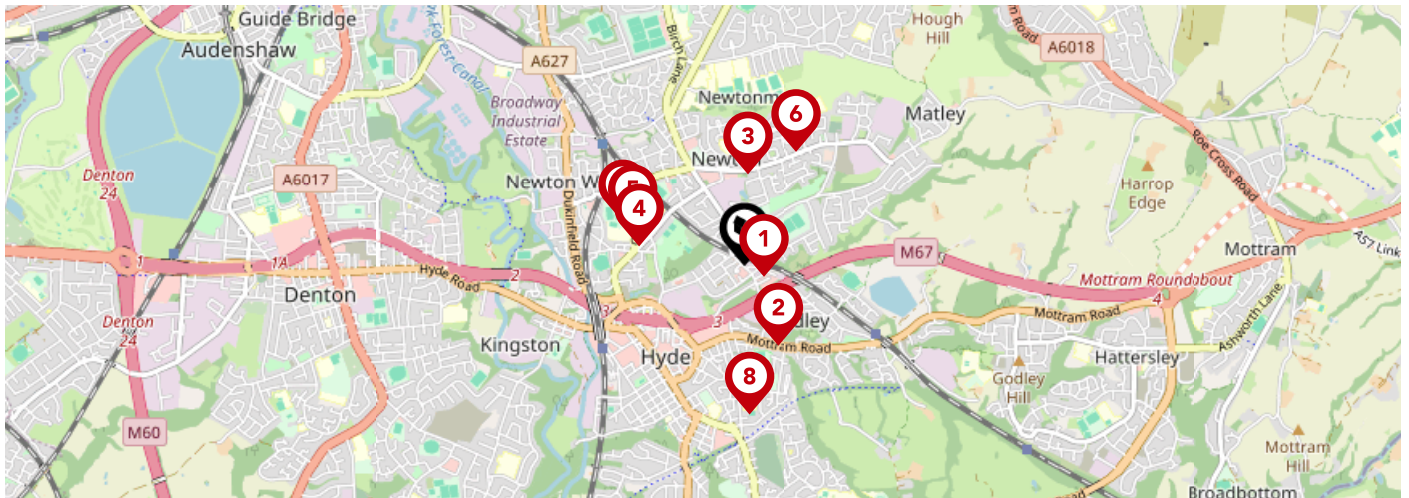 Guide Bridge
Audenshaw
A627
Birch Lane
Hough
Hill
A6018
Broadway
Industrial
Estate
Matley
6
3
Roe Cross Road
Denton
24
A6017
Newton
4
Dukinfield Road
Harrop
Edge
1
M67
Mottram
A57 Link
1
1A
Hyde Road
2
Mottram Roundabout
4
Denton
Denton
24
3
3
2
Mottram Road
Mottram Road
Ashworth Lane
Kingston
Hyde
Hattersley
8
Godley
Hill
M60
Mottram
Hill
Broadbottom